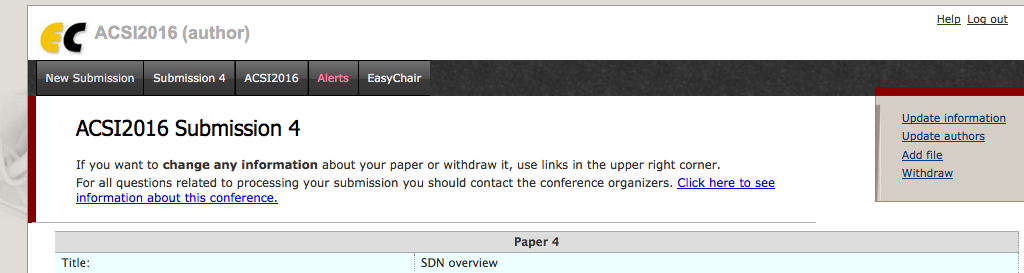 EC ACSI2016 (author)
Help Log out
New Submission Submission 4 ACSI2016 Alerts EasyChair
ACSI2016 Submission 4
If you want to change any information about your paper or withdraw it, use links in the upper right corner.
For all questions related to processing your submission you should contact the conference organizers. Click here to see
information about this conference.
Update information
Update authors
Add file
Withdraw
Paper 4
Title: SDN overview